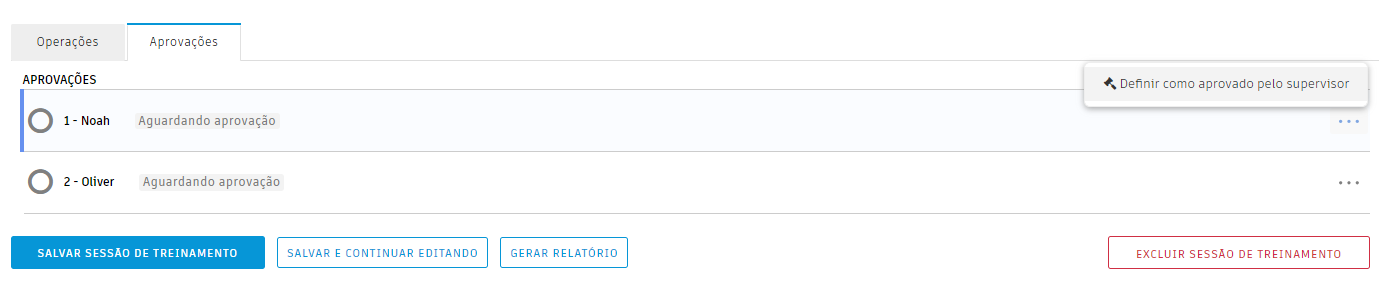 Operações
Aprovações
APROVAÇÕES
Definir como aprovado pelo supervisor
1 - Noah Aguardando aprovação
2 - Oliver Aguardando aprovação
SALVAR SESSÃO DE TREINAMENTO
SALVAR E CONTINUAR EDITANDO
GERAR RELATÓRIO
EXCLUIR SESSÃO DE TREINAMENTO